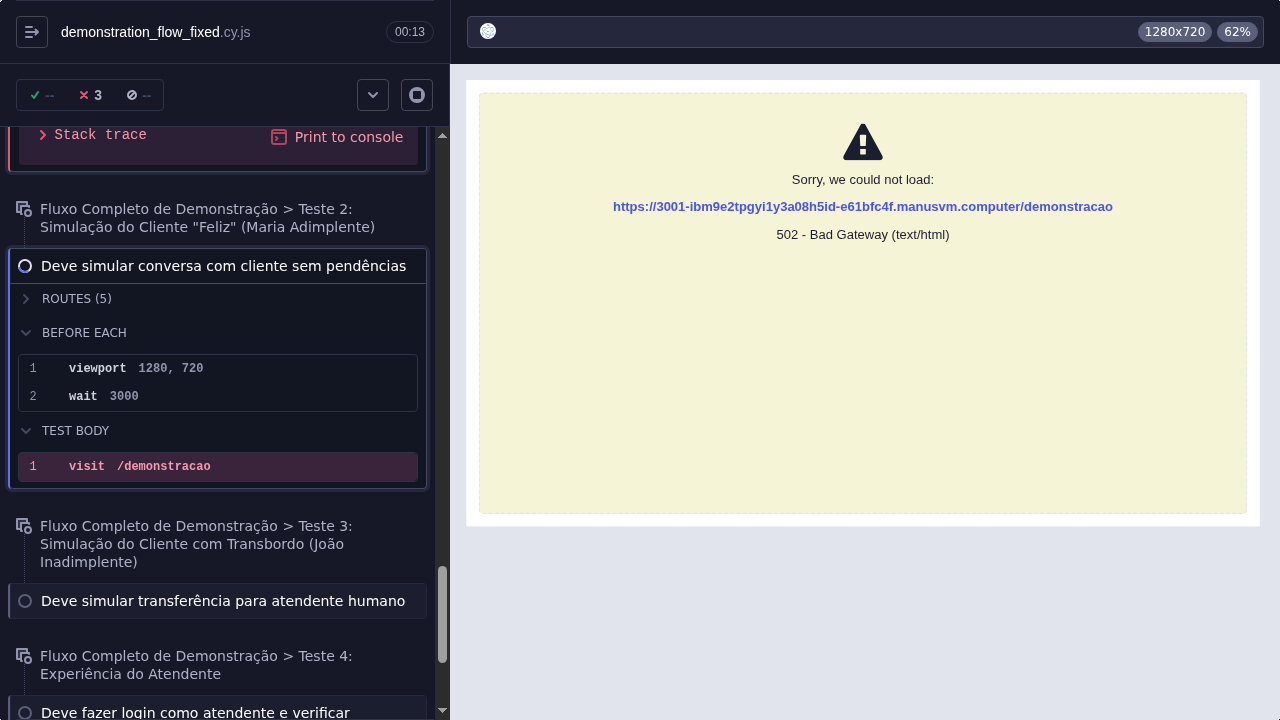 demonstration_flow_fixed.cy.js
00:13
1280x720
62%
--
3
--
Stack trace
Print to console
Fluxo Completo de Demonstração > Teste 2:
Simulação do Cliente "Feliz" (Maria Adimplente)
Deve simular conversa com cliente sem pendências
ROUTES (5)
BEFORE EACH
1 viewport 1280, 720
2 wait 3000
TEST BODY
1 visit /demonstracao
Fluxo Completo de Demonstração > Teste 3:
Simulação do Cliente com Transbordo (João
Inadimplente)
Deve simular transferência para atendente humano
Fluxo Completo de Demonstração > Teste 4:
Experiência do Atendente
Deve fazer login como atendente e verificar
Sorry, we could not load:
https://3001-ibm9e2tpgyi1y3a08h5id-e61bfc4f.manusvm.computer/demonstracao
502 - Bad Gateway (text/html)